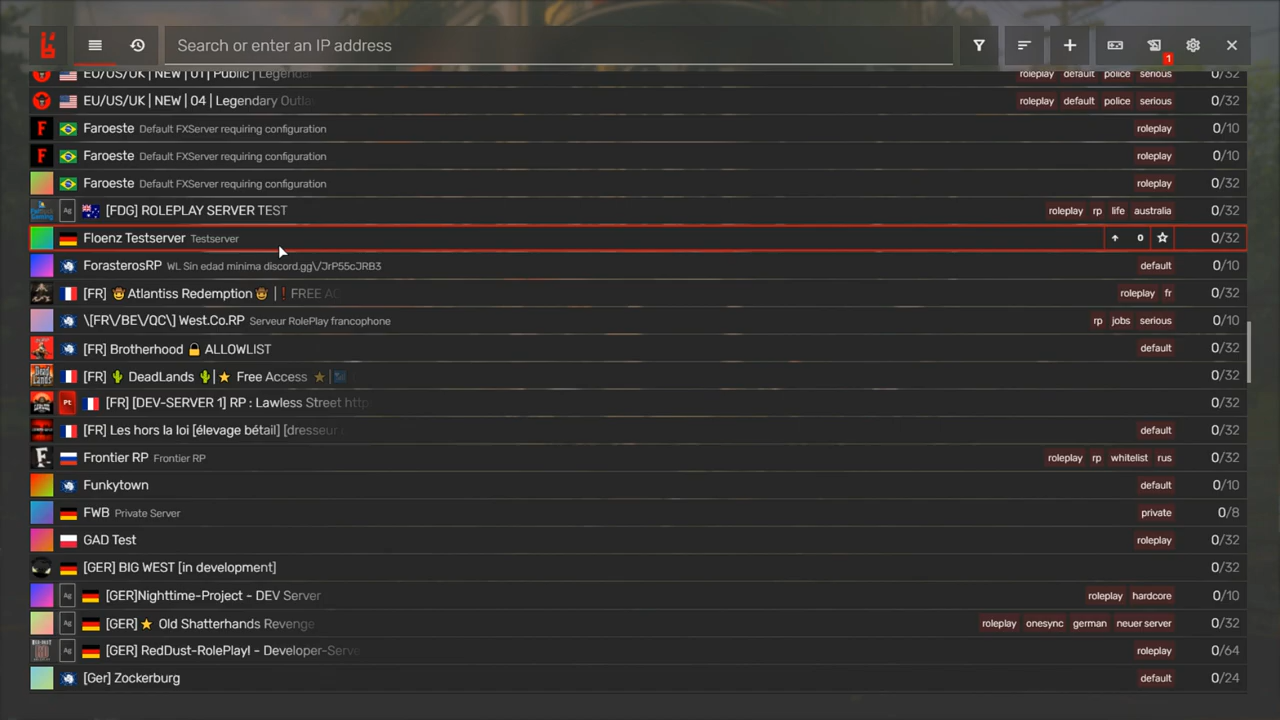 Search or enter an IP address
1
EU/US/UK | NEW | 01 | Public | Legenda roleplay default police serious 0/32
EU/US/UK | NEW | 04 | Legendary Outla roleplay default police serious 0/32
Faroeste Default FXServer requiring configuration roleplay 0/10
Faroeste Default FXServer requiring configuration roleplay 0/10
Faroeste Default FXServer requiring configuration roleplay 0/32
Ag [FDG] ROLEPLAY SERVER TEST roleplay rp life australia 0/32
Floenz Testserver Testserver 0 0/32
ForasterosRP WL Sin edad minima discord.gg\/JrP55cJRB3 default 0/10
[FR] 🤠 Atlantiss Redemption 🤠 | ❗ FREE AC roleplay fr 0/32
\[FR\/BE\/QC\] West.Co.RP Serveur RolePlay francophone rp jobs serious 0/10
[FR] Brotherhood 🔒 ALLOWLIST default 0/32
[FR] 🌵 DeadLands 🌵 | ⭐ Free Access ⭐ | 0/32
Pt [FR] [DEV-SERVER 1] RP : Lawless Street http 0/32
[FR] Les hors la loi [élevage bétail] [dresseur default 0/32
Frontier RP Frontier RP roleplay rp whitelist rus 0/32
Funkytown default 0/10
FWB Private Server private 0/8
GAD Test roleplay 0/32
[GER] BIG WEST [in development] 0/32
Ag [GER]Nighttime-Project - DEV Server roleplay hardcore 0/10
Ag [GER] ⭐ Old Shatterhands Revenge roleplay onesync german neuer server 0/32
Ag [GER] RedDust-RolePlayI - Developer-Serve roleplay 0/64
[Ger] Zockerburg default 0/24